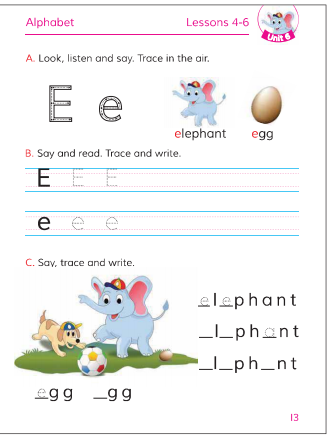 Alphabet Lessons 4-6
Unit 6
A. Look, listen and say. Trace in the air.
E e
elephant egg
B. Say and read. Trace and write.
E E E
e e e
C. Say, trace and write.
elephant
_l_phant
_l_ph_nt
egg _gg
13